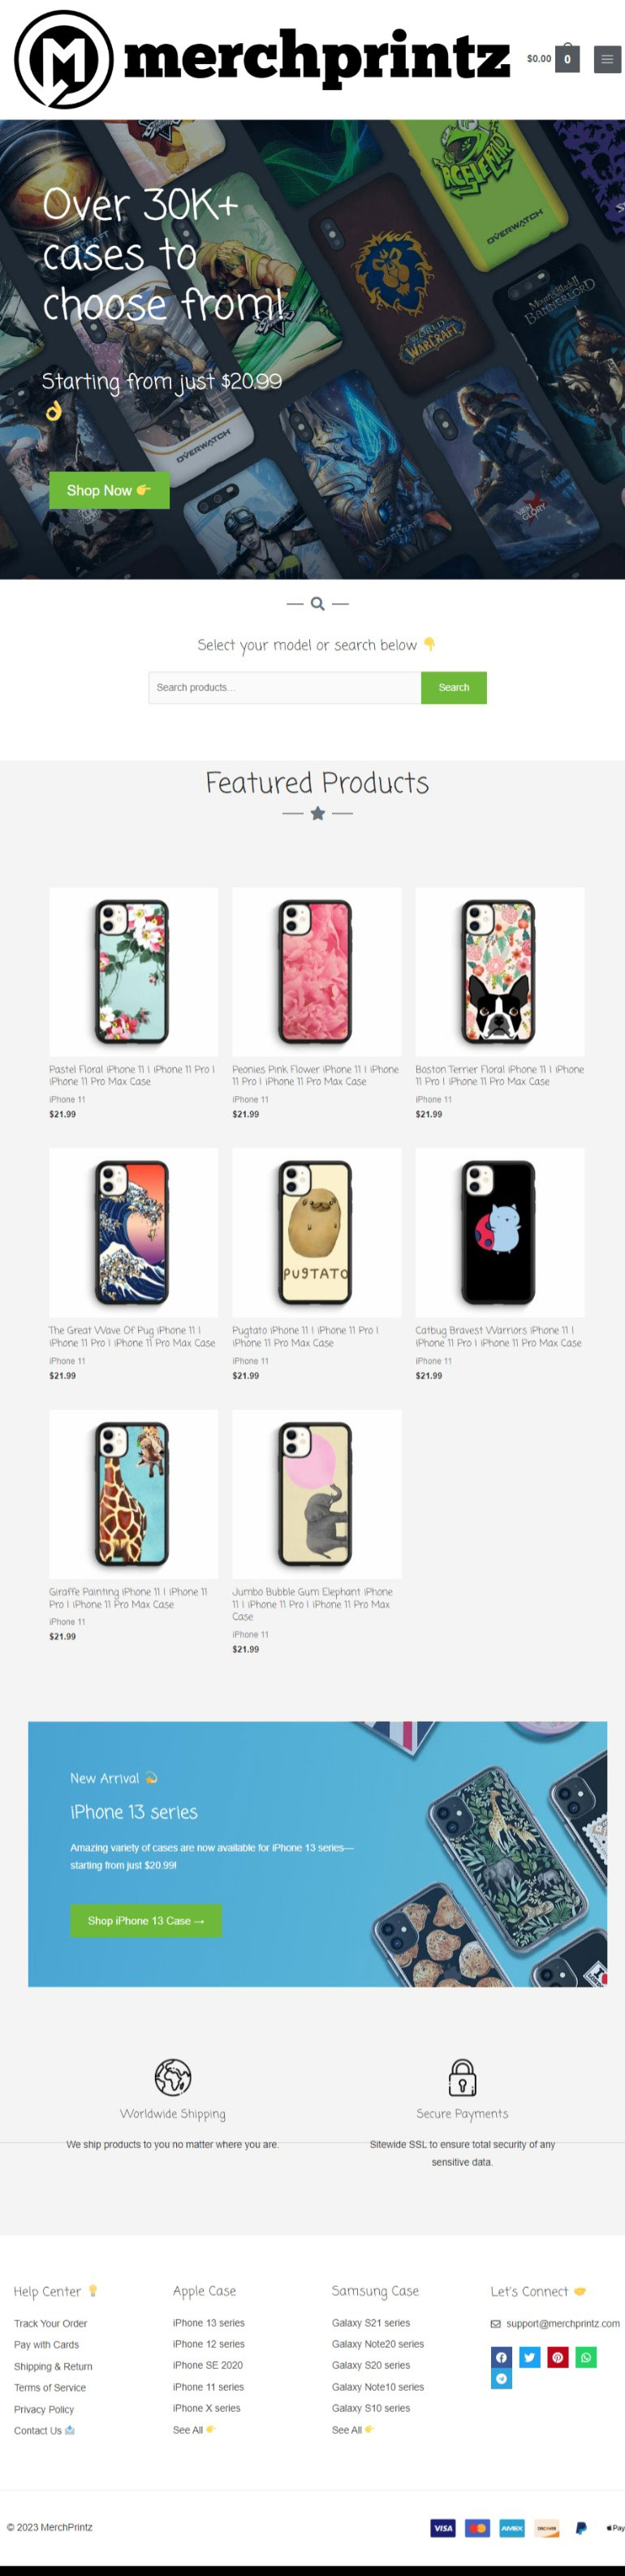 merchprintz
$0.00 0
Over 30K+
cases to
choose from!
Starting from just $20.99
👌
Shop Now 👉
OVERWATCH
WORLD
WARCRAFT
BANNERLORD
OVERWATCH
STARCRAFT
VAIN
GLORY
Select your model or search below 👇
Search products...
Search
Featured Products
Pastel Floral iPhone 11 | iPhone 11 Pro |
iPhone 11 Pro Max Case
iPhone 11
$21.99
Peonies Pink Flower iPhone 11 | iPhone
11 Pro | iPhone 11 Pro Max Case
iPhone 11
$21.99
Boston Terrier Floral iPhone 11 | iPhone
11 Pro | iPhone 11 Pro Max Case
iPhone 11
$21.99
The Great Wave Of Pug iPhone 11 |
iPhone 11 Pro | iPhone 11 Pro Max Case
iPhone 11
$21.99
PUGTATO
Pugtato iPhone 11 | iPhone 11 Pro |
iPhone 11 Pro Max Case
iPhone 11
$21.99
Catbug Bravest Warriors iPhone 11 |
iPhone 11 Pro | iPhone 11 Pro Max Case
iPhone 11
$21.99
Giraffe Painting iPhone 11 | iPhone 11
Pro | iPhone 11 Pro Max Case
iPhone 11
$21.99
Jumbo Bubble Gum Elephant iPhone
11 | iPhone 11 Pro | iPhone 11 Pro Max
Case
iPhone 11
$21.99
New Arrival 💫
iPhone 13 series
Amazing variety of cases are now available for iPhone 13 series—
starting from just $20.99!
Shop iPhone 13 Case →
Worldwide Shipping
We ship products to you no matter where you are.
Secure Payments
Sitewide SSL to ensure total security of any
sensitive data.
Help Center 💡
Track Your Order
Pay with Cards
Shipping & Return
Terms of Service
Privacy Policy
Contact Us 📩
Apple Case
iPhone 13 series
iPhone 12 series
iPhone SE 2020
iPhone 11 series
iPhone X series
See All 👉
Samsung Case
Galaxy S21 series
Galaxy Note20 series
Galaxy S20 series
Galaxy Note10 series
Galaxy S10 series
See All 👉
Let's Connect 🤝
support@merchprintz.com
© 2023 MerchPrintz
VISA AMEX DISCOVER Pay